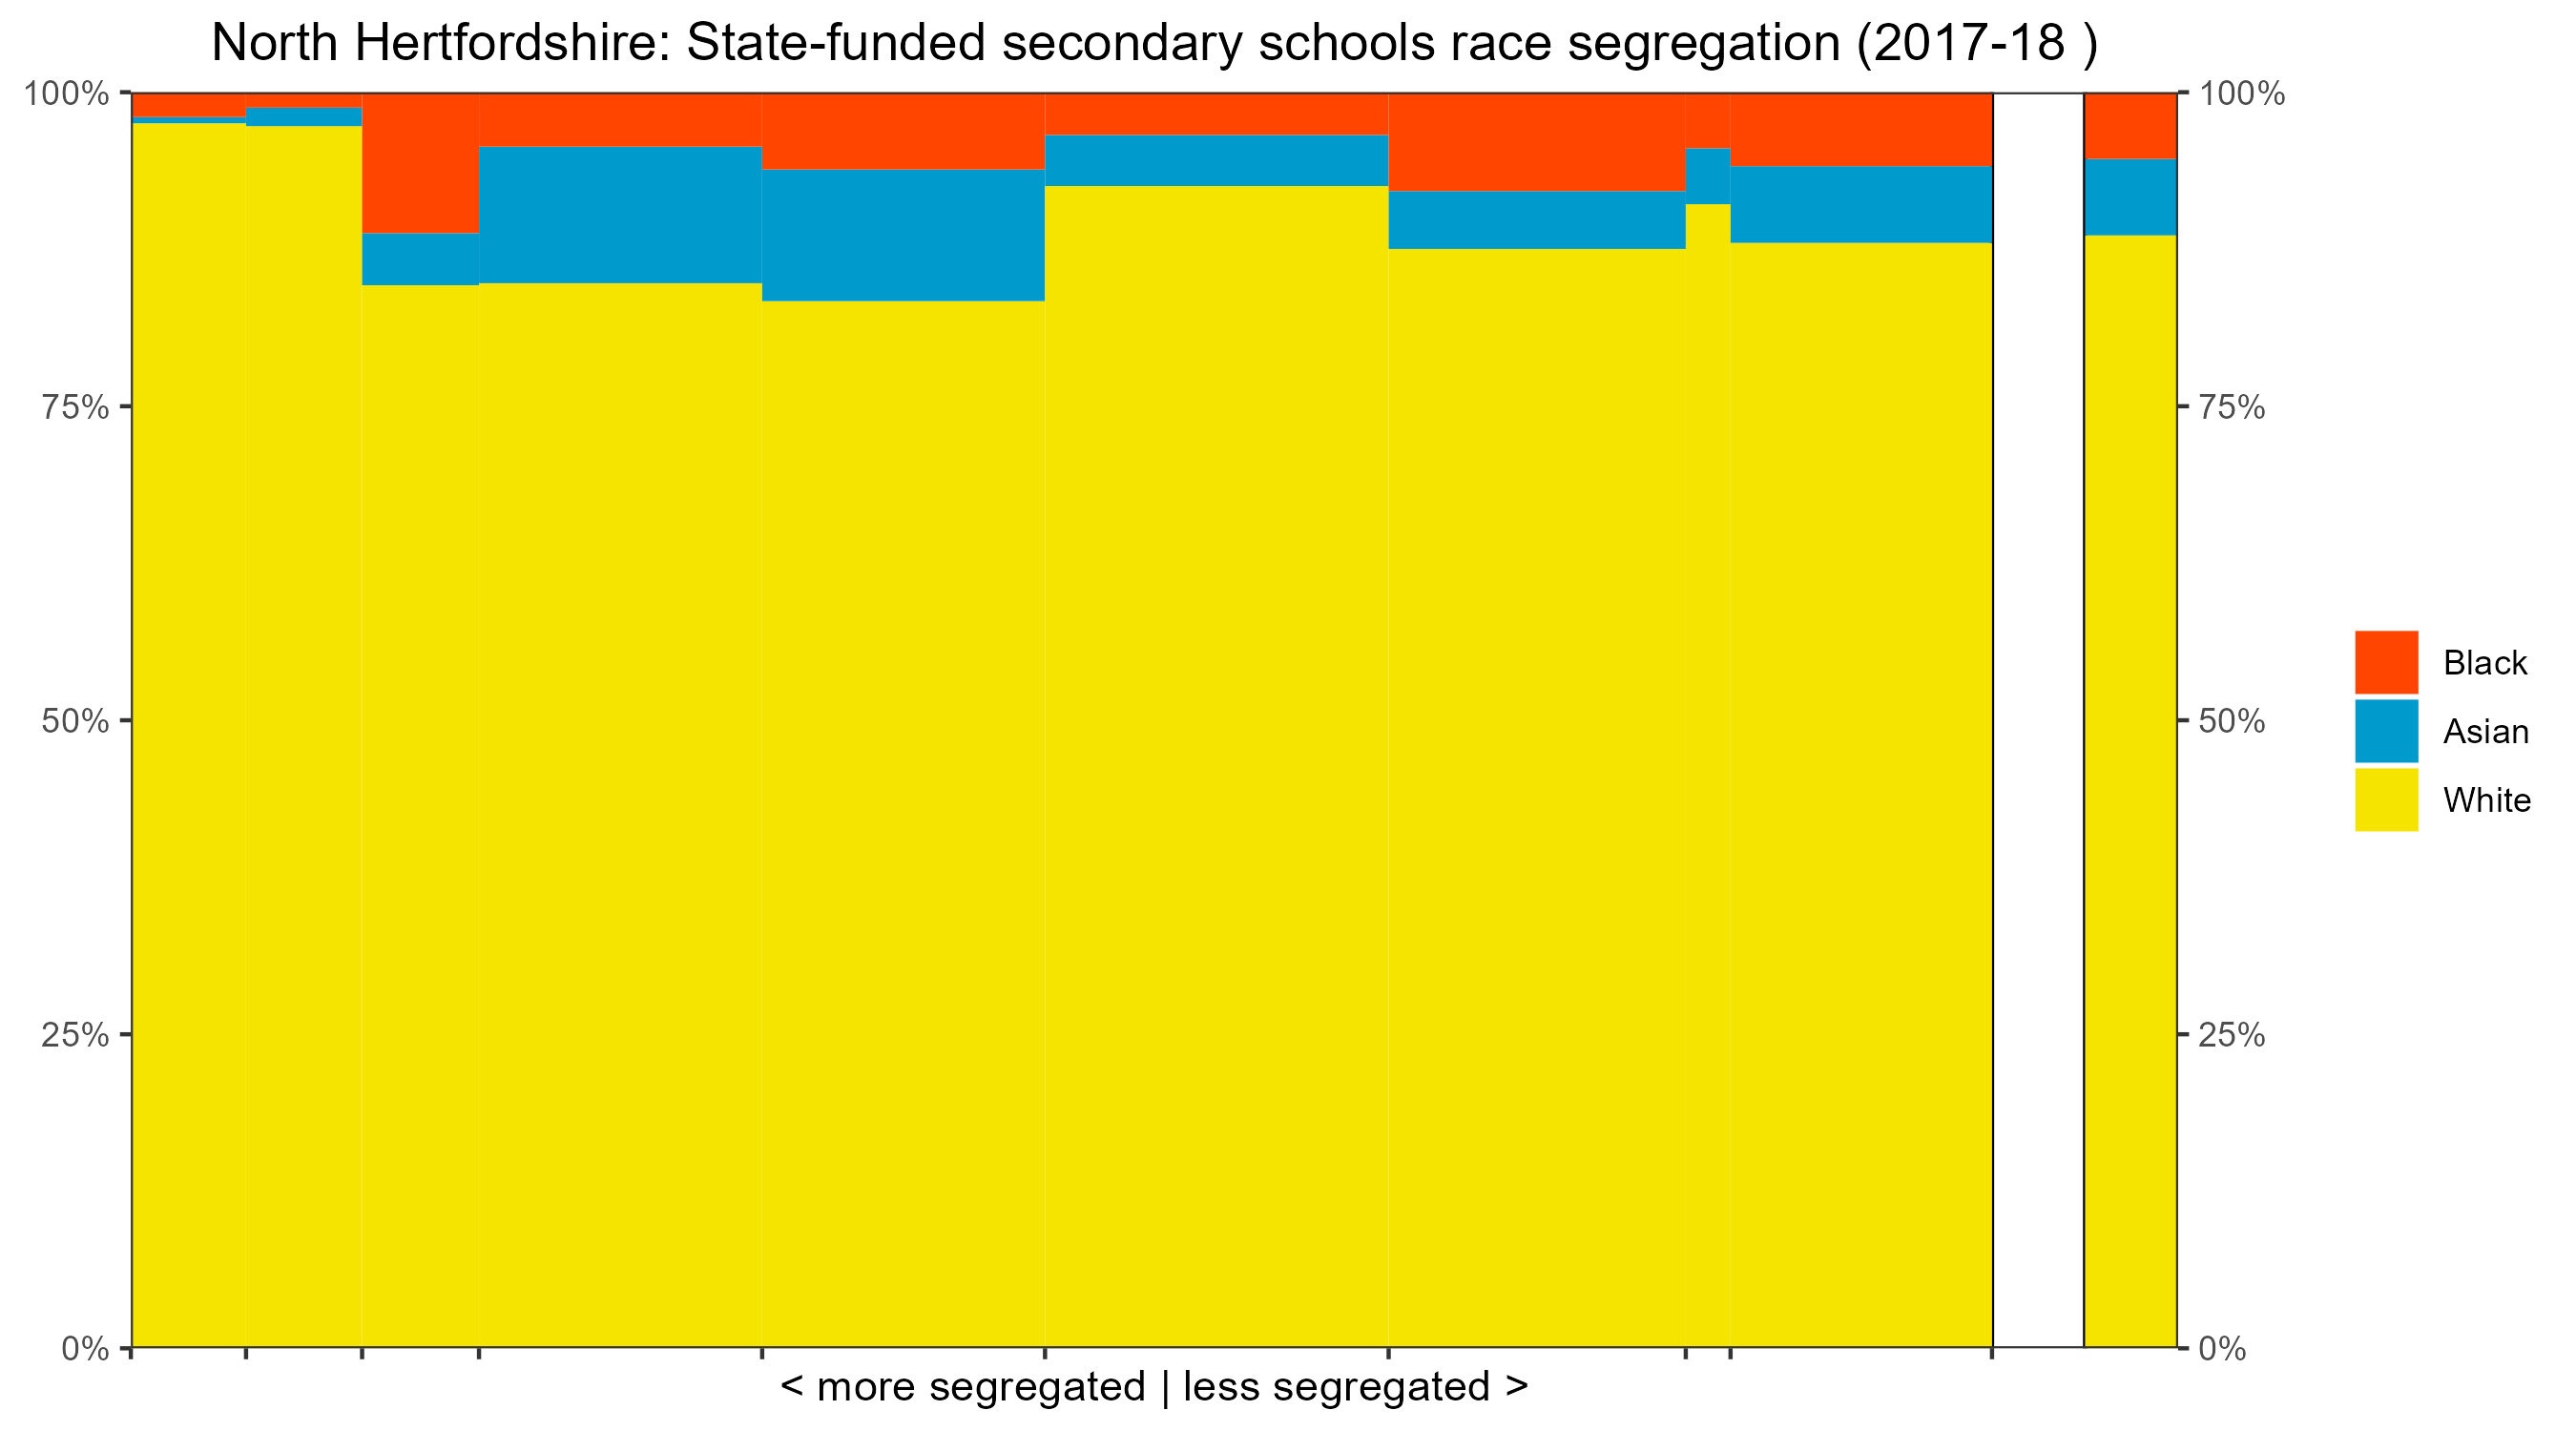 North Hertfordshire: State-funded secondary schools race segregation (2017-18 )
100%
75%
50%
25%
0%
100%
75%
50%
25%
0%
Black
Asian
White
< more segregated | less segregated >